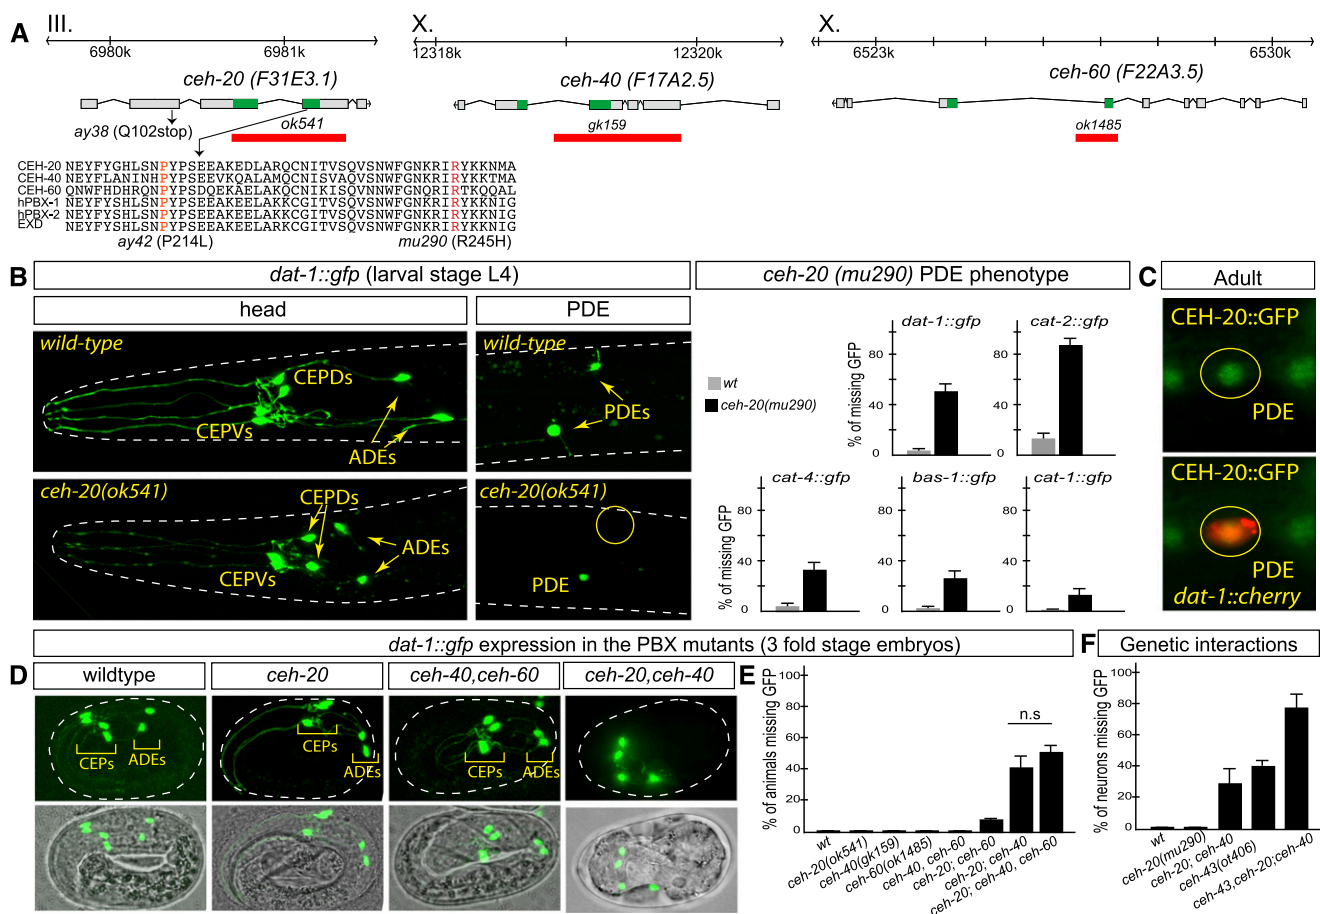 A
III.
6980k
6981k
ceh-20 (F31E3.1)
ay38 (Q102stop)
ok541
X.
12318k
12320k
ceh-40 (F17A2.5)
gk159
X.
6523k
6530k
ceh-60 (F22A3.5)
ok1485
CEH-20 NEYFYGHLSNPYPSEEAKEDLARQCNITVSQVSNWFGNKRIRYKKNMA
CEH-40 NEYFLANINHPYPSEEVKQALAMQCNISVAQVSNWFGNKRIRYKKTMA
CEH-60 QNWFHDHRQNPYPSDQEKAELAKQCNIKISQVNNWFGNQRIRTKQQAL
hPBX-1 NEYFYSHLSNPYPSEEAKEELAKKCGITVSQVSNWFGNKRIRYKKNIG
hPBX-2 NEYFYSHLSNPYPSEEAKEELAKKCGITVSQVSNWFGNKRIRYKKNIG
EXD NEYFYSHLSNPYPSEEAKEELARKCGITVSQVSNWFGNKRIRYKKNIG
ay42 (P214L)
mu290 (R245H)
B
dat-1::gfp (larval stage L4)
head
PDE
wild-type
CEPDs
CEPVs
ADEs
PDEs
ceh-20(ok541)
CEPDs
ADEs
CEPVs
ceh-20(ok541)
PDE
ceh-20 (mu290) PDE phenotype
wt
ceh-20(mu290)
dat-1::gfp
% of missing GFP
80
40
0
cat-2::gfp
80
40
0
cat-4::gfp
% of missing GFP
80
40
0
bas-1::gfp
80
40
0
cat-1::gfp
80
40
0
C
Adult
CEH-20::GFP
PDE
CEH-20::GFP
PDE
dat-1::cherry
dat-1::gfp expression in the PBX mutants (3 fold stage embryos)
D
wildtype
ceh-20
ceh-40,ceh-60
ceh-20,ceh-40
CEPs
ADEs
CEPs
ADEs
CEPs
ADEs
E
% of animals missing GFP
100
80
60
40
20
0
n.s
wt
ceh-20(ok541)
ceh-40(gk159)
ceh-60(ok1485)
ceh-40, ceh-60
ceh-20; ceh-60
ceh-20; ceh-40
ceh-20; ceh-40, ceh-60
F
Genetic interactions
% of neurons missing GFP
100
80
60
40
20
0
wt
ceh-20(mu290)
ceh-20; ceh-40
ceh-43(ot406)
ceh-43,ceh-20;ceh-40